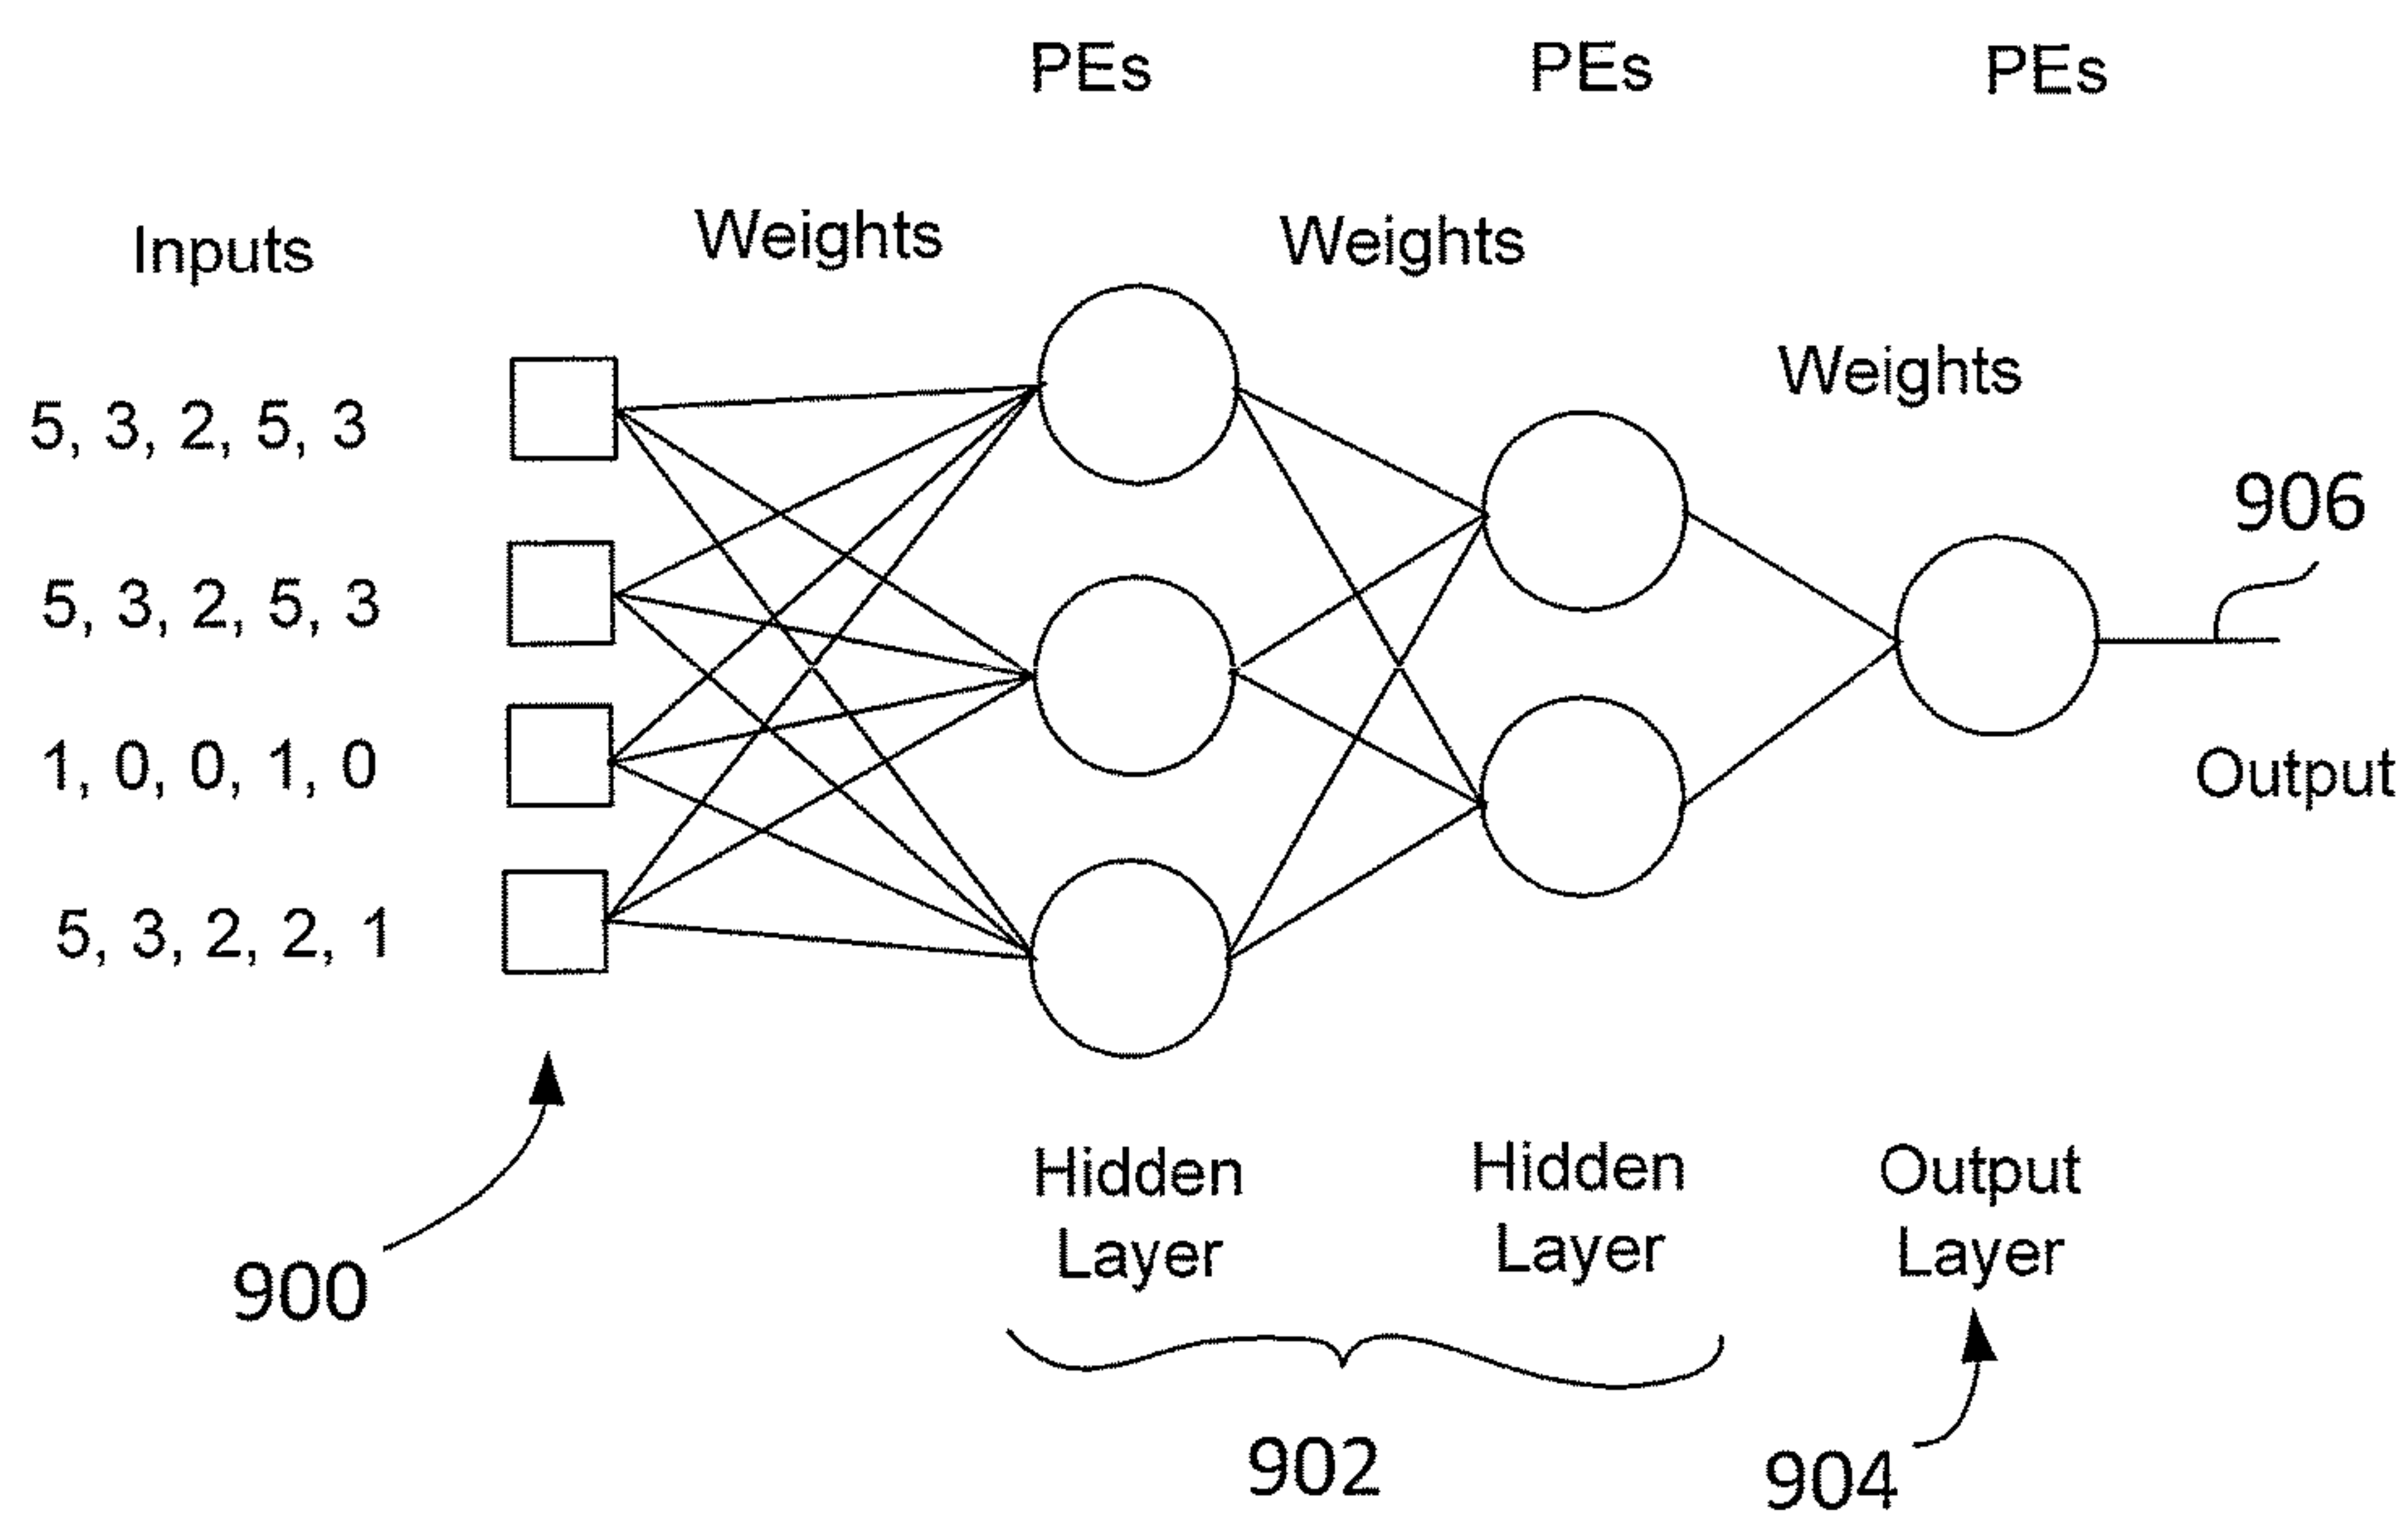 PEs
PEs
PEs
Inputs
Weights
Weights
Weights
5, 3, 2, 5, 3
5, 3, 2, 5, 3
1, 0, 0, 1, 0
5, 3, 2, 2, 1
906
Output
900
Hidden
Layer
Hidden
Layer
Output
Layer
902
904